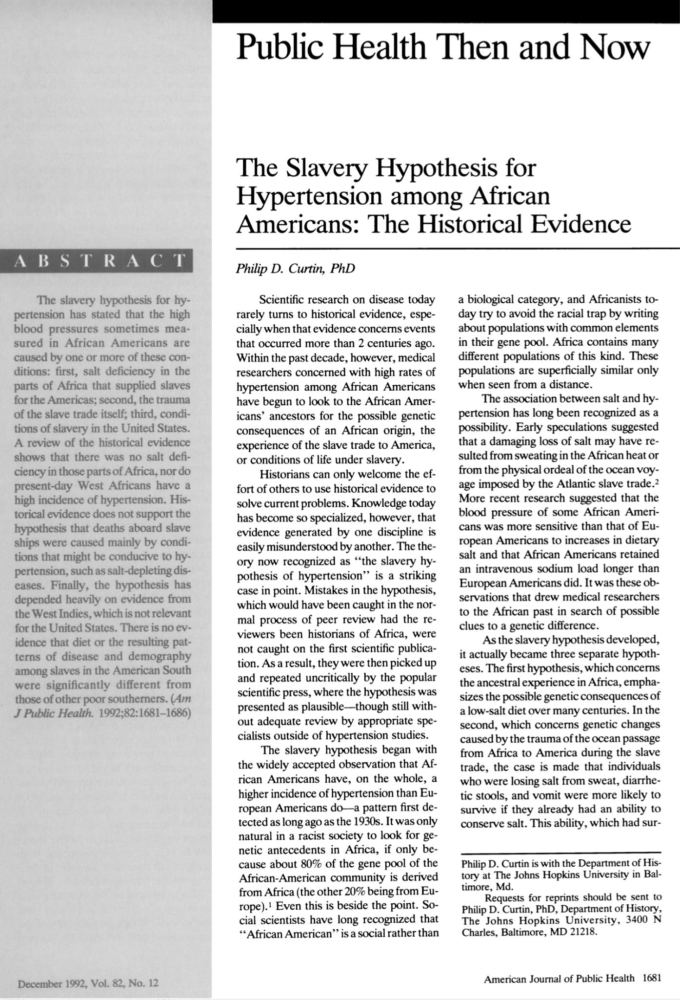 Public Health Then and Now
The Slavery Hypothesis for
Hypertension among African
Americans: The Historical Evidence
Philip D. Curtin, PhD
ABSTRACT
The slavery hypothesis for hy-
pertension has stated that the high
blood pressures sometimes mea-
sured in African Americans are
caused by one or more of these con-
ditions: first, salt deficiency in the
parts of Africa that supplied slaves
for the Americas; second, the trauma
of the slave trade itself; third, condi-
tions of slavery in the United States.
A review of the historical evidence
shows that there was no salt defi-
ciency in those parts of Africa, nor do
present-day West Africans have a
high incidence of hypertension. His-
torical evidence does not support the
hypothesis that deaths aboard slave
ships were caused mainly by condi-
tions that might be conducive to hy-
pertension, such as salt-depleting dis-
eases. Finally, the hypothesis has
depended heavily on evidence from
the West Indies, which is not relevant
for the United States. There is no ev-
idence that diet or the resulting pat-
terns of disease and demography
among slaves in the American South
were significantly different from
those of other poor southerners. (Am
J Public Health. 1992;82:1681–1686)
Scientific research on disease today
rarely turns to historical evidence, espe-
cially when that evidence concerns events
that occurred more than 2 centuries ago.
Within the past decade, however, medical
researchers concerned with high rates of
hypertension among African Americans
have begun to look to the African Amer-
icans' ancestors for the possible genetic
consequences of an African origin, the
experience of the slave trade to America,
or conditions of life under slavery.
Historians can only welcome the ef-
fort of others to use historical evidence to
solve current problems. Knowledge today
has become so specialized, however, that
evidence generated by one discipline is
easily misunderstood by another. The the-
ory now recognized as "the slavery hy-
pothesis of hypertension" is a striking
case in point. Mistakes in the hypothesis,
which would have been caught in the nor-
mal process of peer review had the re-
viewers been historians of Africa, were
not caught on the first scientific publica-
tion. As a result, they were then picked up
and repeated uncritically by the popular
scientific press, where the hypothesis was
presented as plausible—though still with-
out adequate review by appropriate spe-
cialists outside of hypertension studies.
The slavery hypothesis began with
the widely accepted observation that Af-
rican Americans have, on the whole, a
higher incidence of hypertension than Eu-
ropean Americans do—a pattern first de-
tected as long ago as the 1930s. It was only
natural in a racist society to look for ge-
netic antecedents in Africa, if only be-
cause about 80% of the gene pool of the
African-American community is derived
from Africa (the other 20% being from Eu-
rope).¹ Even this is beside the point. So-
cial scientists have long recognized that
"African American" is a social rather than
a biological category, and Africanists to-
day try to avoid the racial trap by writing
about populations with common elements
in their gene pool. Africa contains many
different populations of this kind. These
populations are superficially similar only
when seen from a distance.
The association between salt and hy-
pertension has long been recognized as a
possibility. Early speculations suggested
that a damaging loss of salt may have re-
sulted from sweating in the African heat or
from the physical ordeal of the ocean voy-
age imposed by the Atlantic slave trade.²
More recent research suggested that the
blood pressure of some African Ameri-
cans was more sensitive than that of Eu-
ropean Americans to increases in dietary
salt and that African Americans retained
an intravenous sodium load longer than
European Americans did. It was these ob-
servations that drew medical researchers
to the African past in search of possible
clues to a genetic difference.
As the slavery hypothesis developed,
it actually became three separate hypoth-
eses. The first hypothesis, which concerns
the ancestral experience in Africa, empha-
sizes the possible genetic consequences of
a low-salt diet over many centuries. In the
second, which concerns genetic changes
caused by the trauma of the ocean passage
from Africa to America during the slave
trade, the case is made that individuals
who were losing salt from sweat, diarrhe-
tic stools, and vomit were more likely to
survive if they already had an ability to
conserve salt. This ability, which had sur-
Philip D. Curtin is with the Department of His-
tory at The Johns Hopkins University in Bal-
timore, Md.
Requests for reprints should be sent to
Philip D. Curtin, PhD, Department of History,
The Johns Hopkins University, 3400 N
Charles, Baltimore, MD 21218.
December 1992, Vol. 82, No. 12
American Journal of Public Health 1681